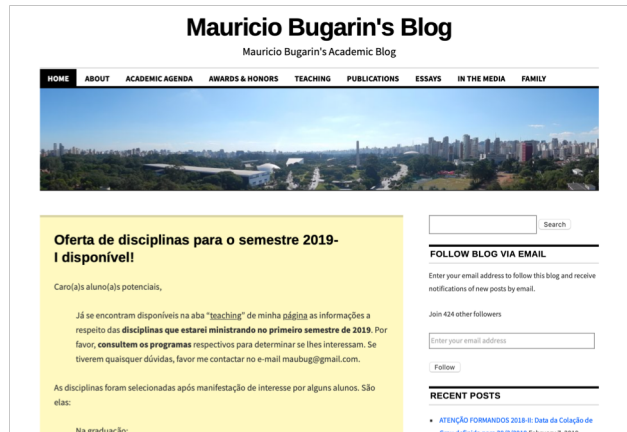 Mauricio Bugarin's Blog
Mauricio Bugarin's Academic Blog
HOME ABOUT ACADEMIC AGENDA AWARDS & HONORS TEACHING PUBLICATIONS ESSAYS IN THE MEDIA FAMILY
Oferta de disciplinas para o semestre 2019-
I disponível!
Caro(a)s aluno(a)s potenciais,
Já se encontram disponíveis na aba “teaching” de minha página as informações a
respeito das disciplinas que estarei ministrando no primeiro semestre de 2019. Por
favor, consultem os programas respectivos para determinar se lhes interessam. Se
tiverem quaisquer dúvidas, favor me contactar no e-mail maubug@gmail.com.
As disciplinas foram selecionadas após manifestação de interesse por alguns alunos. São
elas:
Na graduação:
Search
FOLLOW BLOG VIA EMAIL
Enter your email address to follow this blog and receive
notifications of new posts by email.
Join 424 other followers
Enter your email address
Follow
RECENT POSTS
ATENÇÃO FORMANDOS 2018-II: Data da Colação de